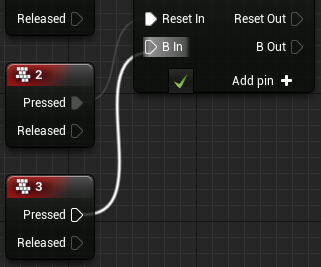 Released
Reset In
Reset Out
B In
B Out
Add pin
2
Pressed
Released
3
Pressed
Released